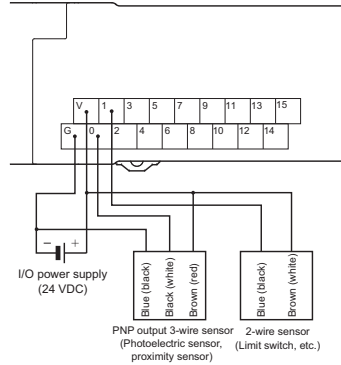 V 1 3 5 7 9 11 13 15
G 0 2 4 6 8 10 12 14
− +
I/O power supply
(24 VDC)
Blue (black)
Black (white)
Brown (red)
Blue (black)
Brown (white)
PNP output 3-wire sensor
(Photoelectric sensor,
proximity sensor)
2-wire sensor
(Limit switch, etc.)